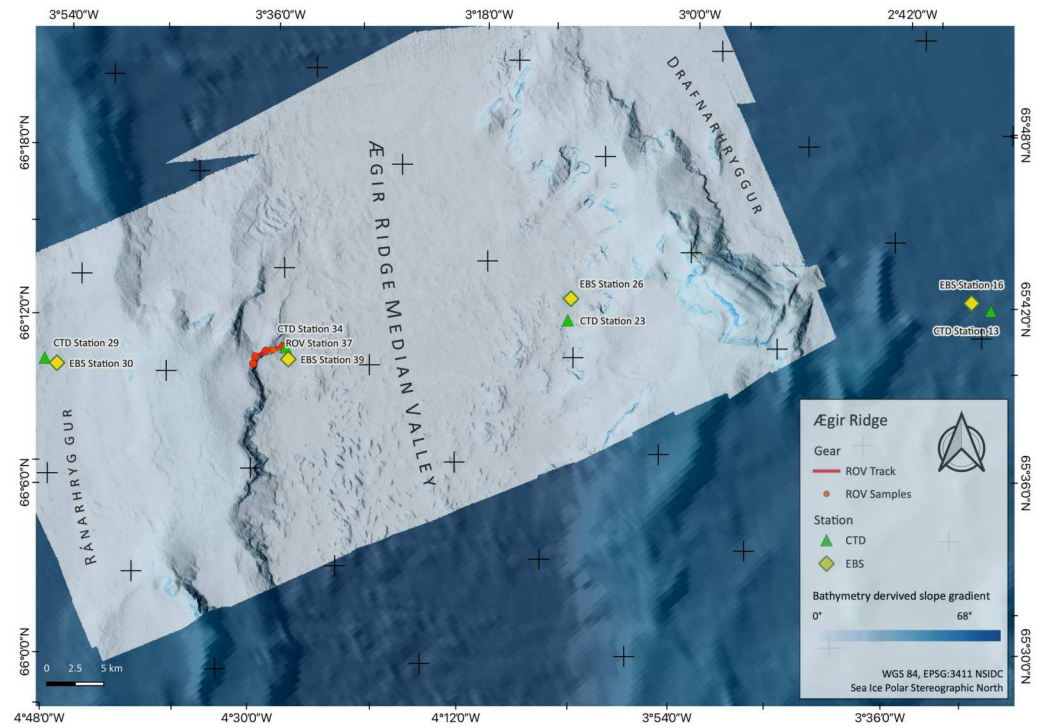 3°54'0"W
3°36'0"W
3°18'0"W
3°0'0"W
2°42'0"W
66°18'0"N
66°12'0"N
66°6'0"N
66°0'0"N
65°48'0"N
65°42'0"N
65°36'0"N
65°30'0"N
DRAFNARHRYGGUR
ÆGIR RIDGE MEDIAN VALLEY
RÁNARHRYGGUR
EBS Station 26
CTD Station 23
EBS Station 16
CTD Station 13
CTD Station 34
ROV Station 37
EBS Station 39
CTD Station 29
EBS Station 30
Ægir Ridge
Gear
ROV Track
ROV Samples
Station
CTD
EBS
Bathymetry dervived slope gradient
0° 68°
WGS 84, EPSG:3411 NSIDC
Sea Ice Polar Stereographic North
0 2.5 5 km
4°48'0"W
4°30'0"W
4°12'0"W
3°54'0"W
3°36'0"W